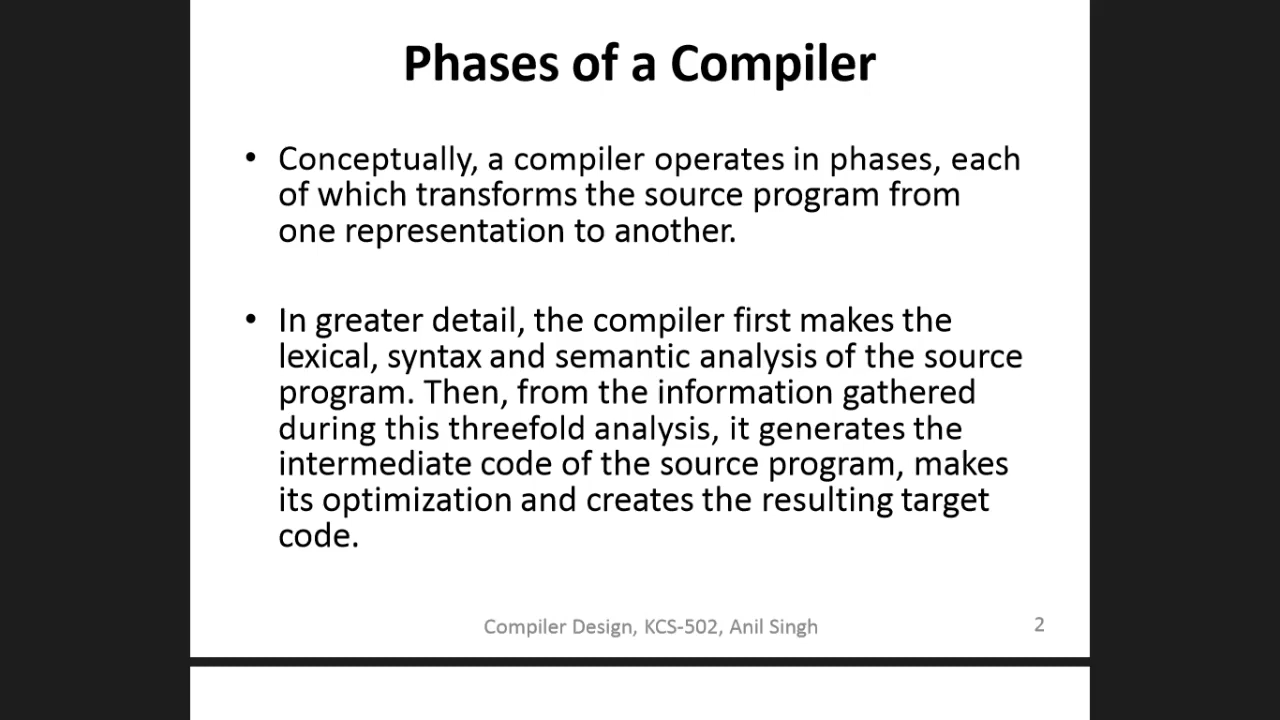 Phases of a Compiler
• Conceptually, a compiler operates in phases, each
of which transforms the source program from
one representation to another.
• In greater detail, the compiler first makes the
lexical, syntax and semantic analysis of the source
program. Then, from the information gathered
during this threefold analysis, it generates the
intermediate code of the source program, makes
its optimization and creates the resulting target
code.
Compiler Design, KCS-502, Anil Singh
2